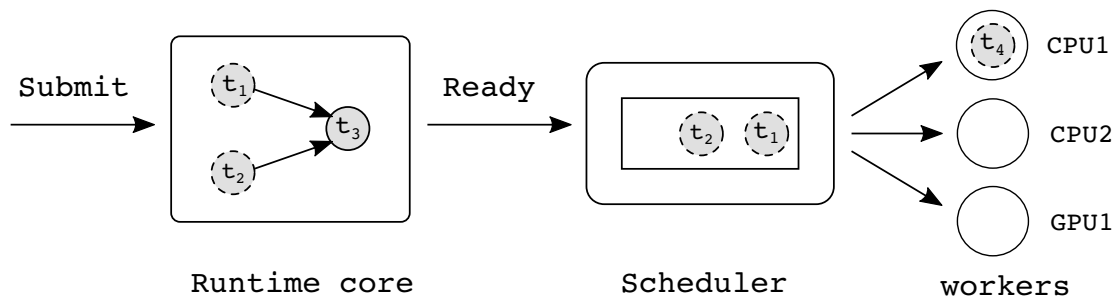 Submit
t1
t2
t3
Runtime core
Ready
t2
t1
Scheduler
t4
CPU1
CPU2
GPU1
workers